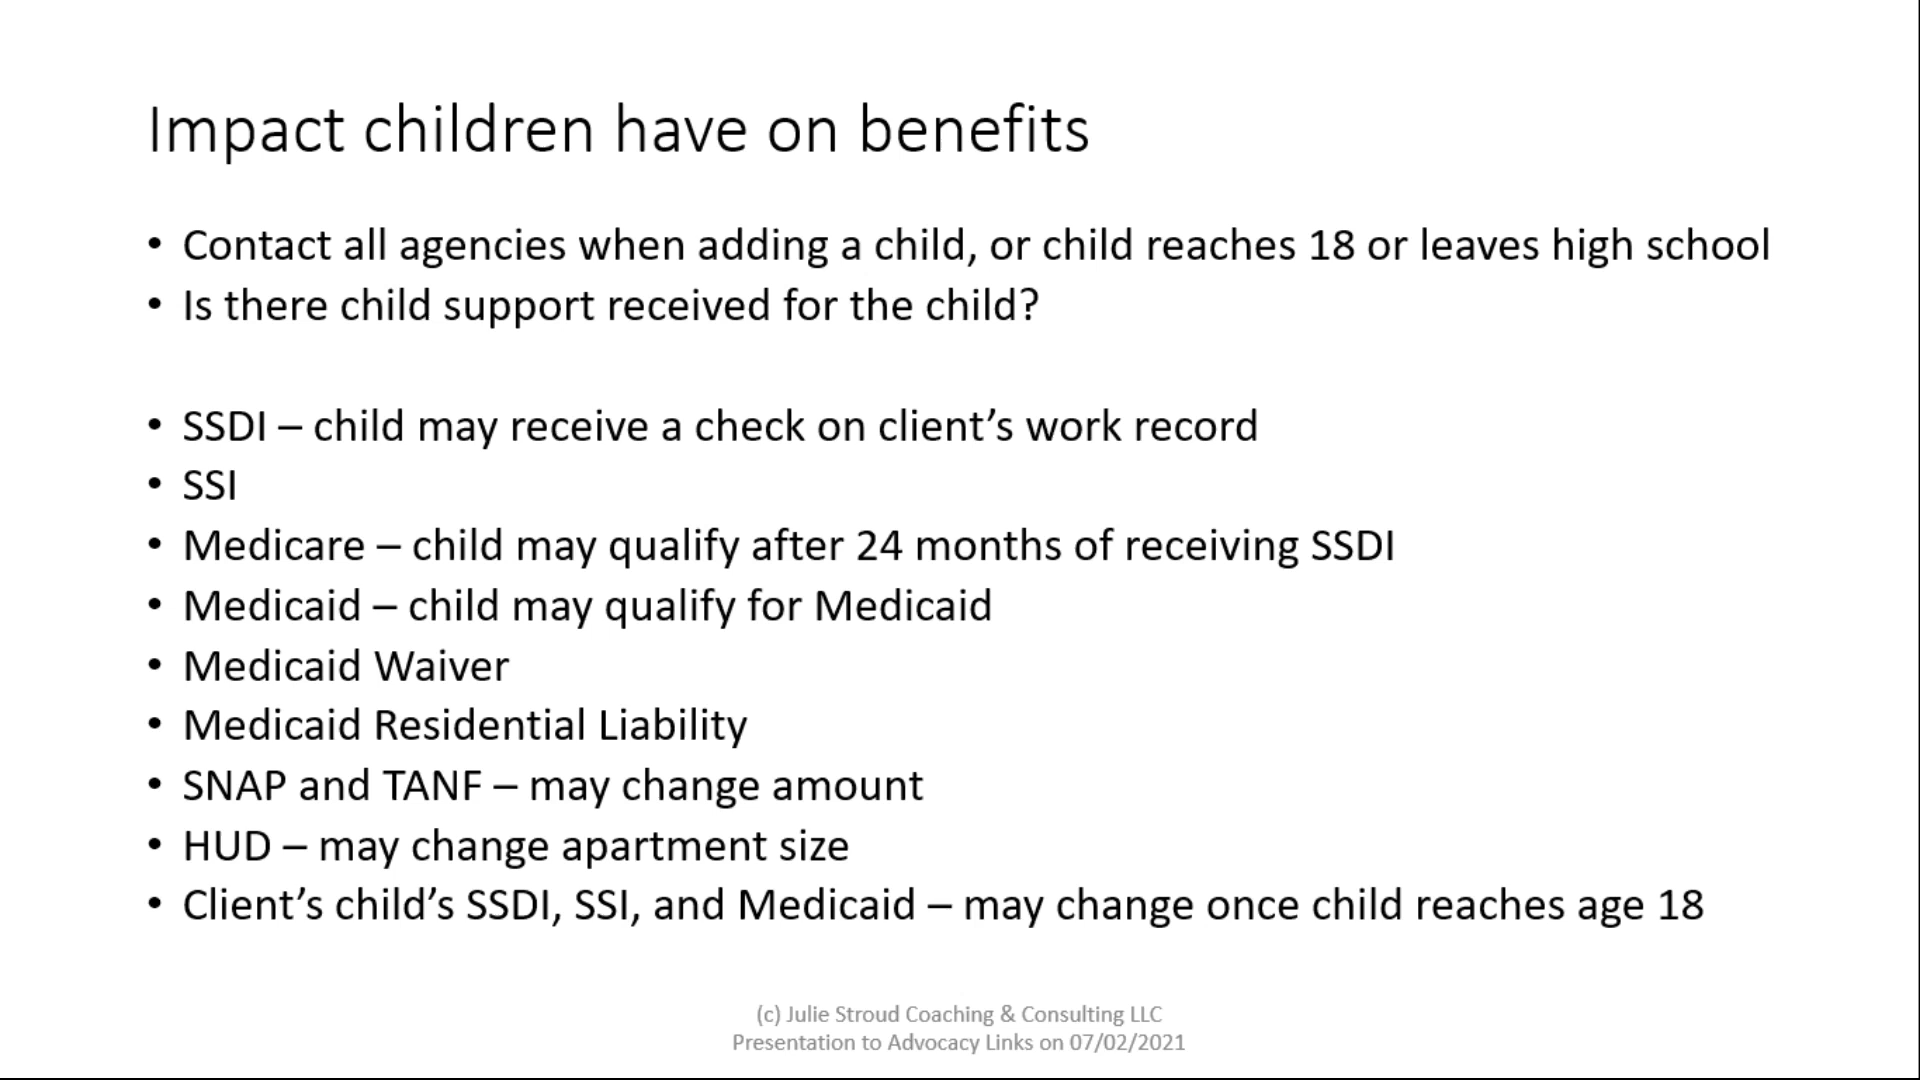 Impact children have on benefits
• Contact all agencies when adding a child, or child reaches 18 or leaves high school
• Is there child support received for the child?
• SSDI – child may receive a check on client’s work record
• SSI
• Medicare – child may qualify after 24 months of receiving SSDI
• Medicaid – child may qualify for Medicaid
• Medicaid Waiver
• Medicaid Residential Liability
• SNAP and TANF – may change amount
• HUD – may change apartment size
• Client’s child’s SSDI, SSI, and Medicaid – may change once child reaches age 18
(c) Julie Stroud Coaching & Consulting LLC
Presentation to Advocacy Links on 07/02/2021